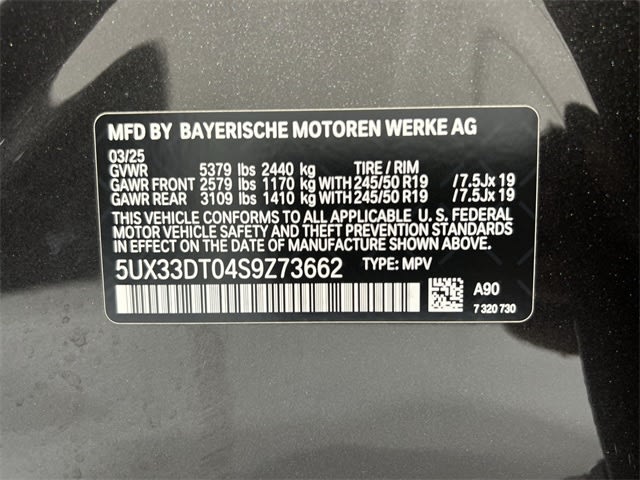 MFD BY BAYERISCHE MOTOREN WERKE AG
03/25
GVWR 5379 lbs 2440 kg TIRE / RIM
GAWR FRONT 2579 lbs 1170 kg WITH 245/50 R19 / 7.5Jx 19
GAWR REAR 3109 lbs 1410 kg WITH 245/50 R19 / 7.5Jx 19
THIS VEHICLE CONFORMS TO ALL APPLICABLE U. S. FEDERAL
MOTOR VEHICLE SAFETY AND THEFT PREVENTION STANDARDS
IN EFFECT ON THE DATE OF MANUFACTURE SHOWN ABOVE.
5UX33DT04S9Z73662 TYPE: MPV
A90
7 320 730